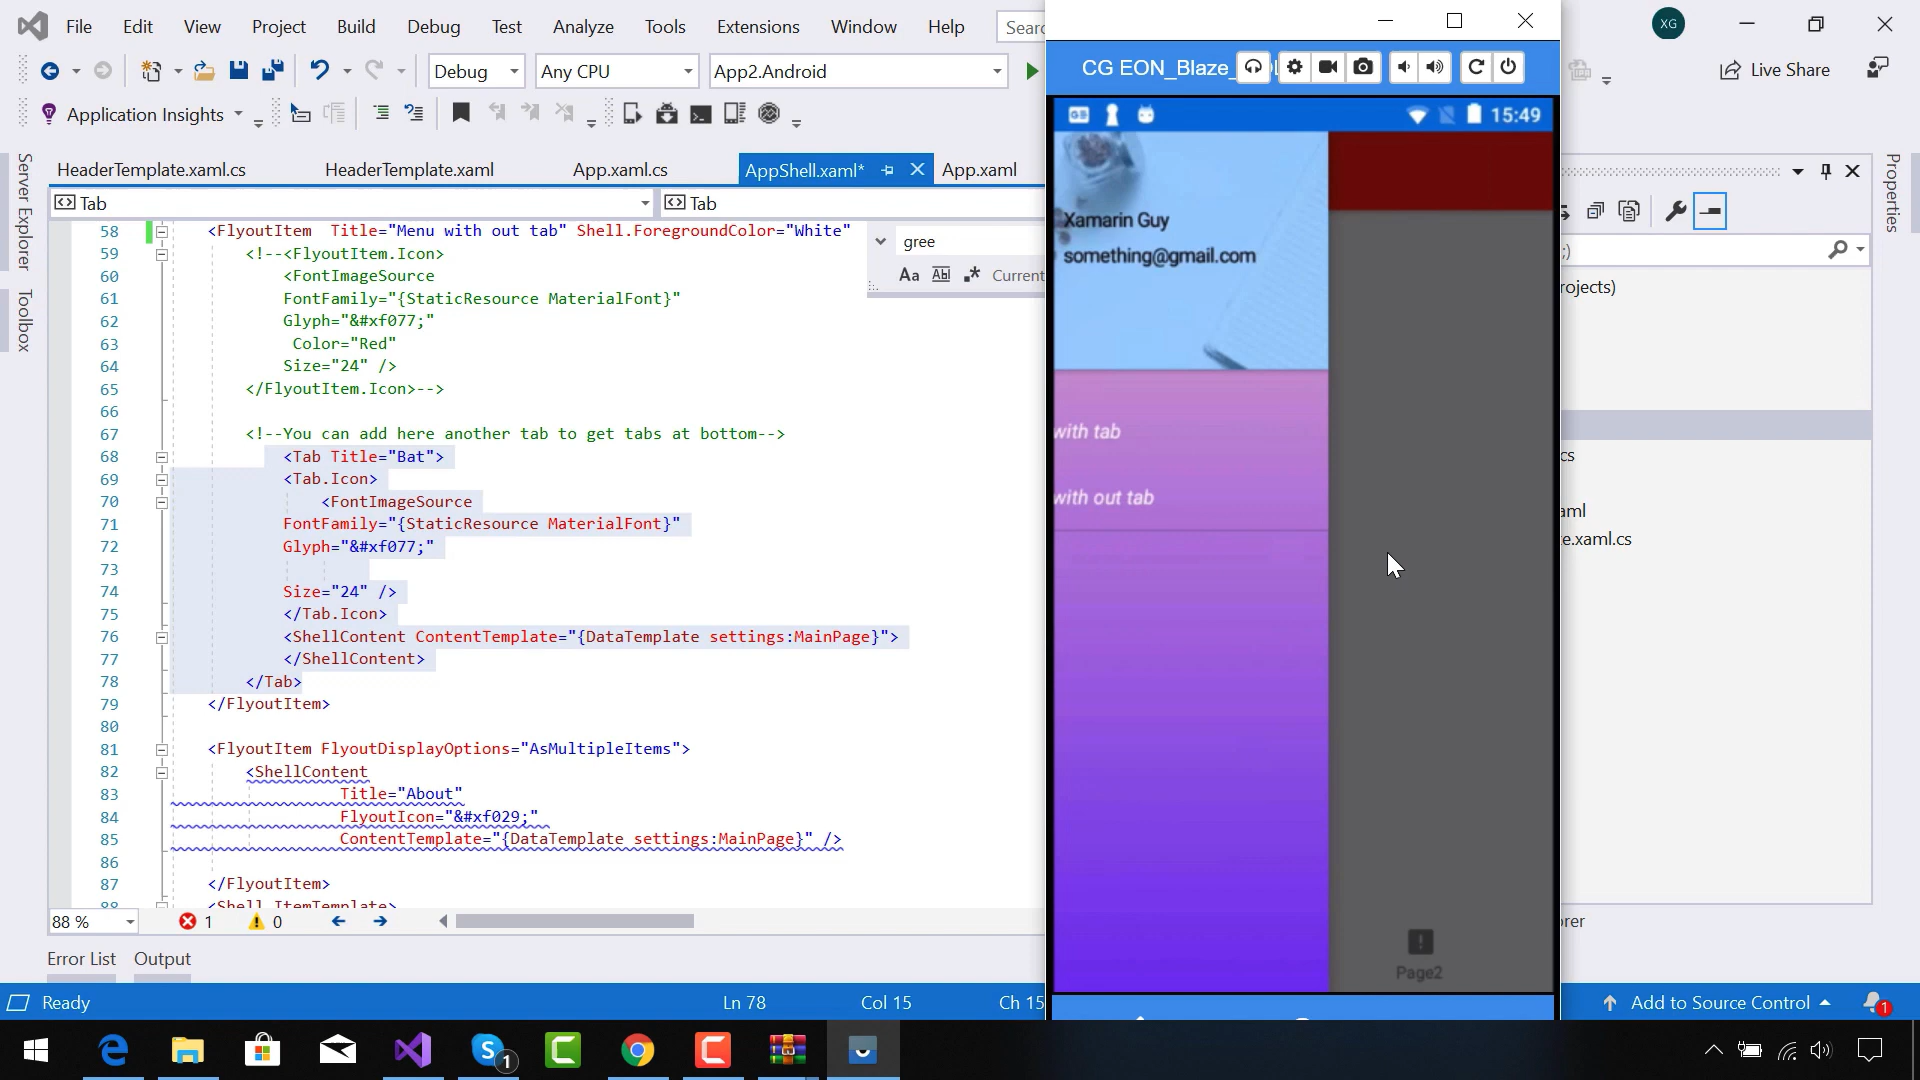 File Edit View Project Build Debug Test Analyze Tools Extensions Window Help Sear
XG
Debug Any CPU App2.Android
Live Share
Application Insights
CG EON_Blaze_
15:49
HeaderTemplate.xaml.cs HeaderTemplate.xaml App.xaml.cs AppShell.xaml* App.xaml
Tab Tab
Server Explorer
Toolbox
Properties
gree
Aa Abl Current
58 <FlyoutItem Title="Menu with out tab" Shell.ForegroundColor="White"
59 <!--<FlyoutItem.Icon>
60 <FontImageSource
61 FontFamily="{StaticResource MaterialFont}"
62 Glyph="&#xf077;"
63 Color="Red"
64 Size="24" />
65 </FlyoutItem.Icon>-->
66
67 <!--You can add here another tab to get tabs at bottom-->
68 <Tab Title="Bat">
69 <Tab.Icon>
70 <FontImageSource
71 FontFamily="{StaticResource MaterialFont}"
72 Glyph="&#xf077;"
73
74 Size="24" />
75 </Tab.Icon>
76 <ShellContent ContentTemplate="{DataTemplate settings:MainPage}">
77 </ShellContent>
78 </Tab>
79 </FlyoutItem>
80
81 <FlyoutItem FlyoutDisplayOptions="AsMultipleItems">
82 <ShellContent
83 Title="About"
84 FlyoutIcon="&#xf029;"
85 ContentTemplate="{DataTemplate settings:MainPage}" />
86
87 </FlyoutItem>
88 <Shell.ItemTemplate>
Xamarin Guy
something@gmail.com
with tab
with out tab
Page2
;)
rojects)
cs
aml
e.xaml.cs
orer
88 % 1 0
Error List Output
Ready Ln 78 Col 15 Ch 15 Add to Source Control 1
1